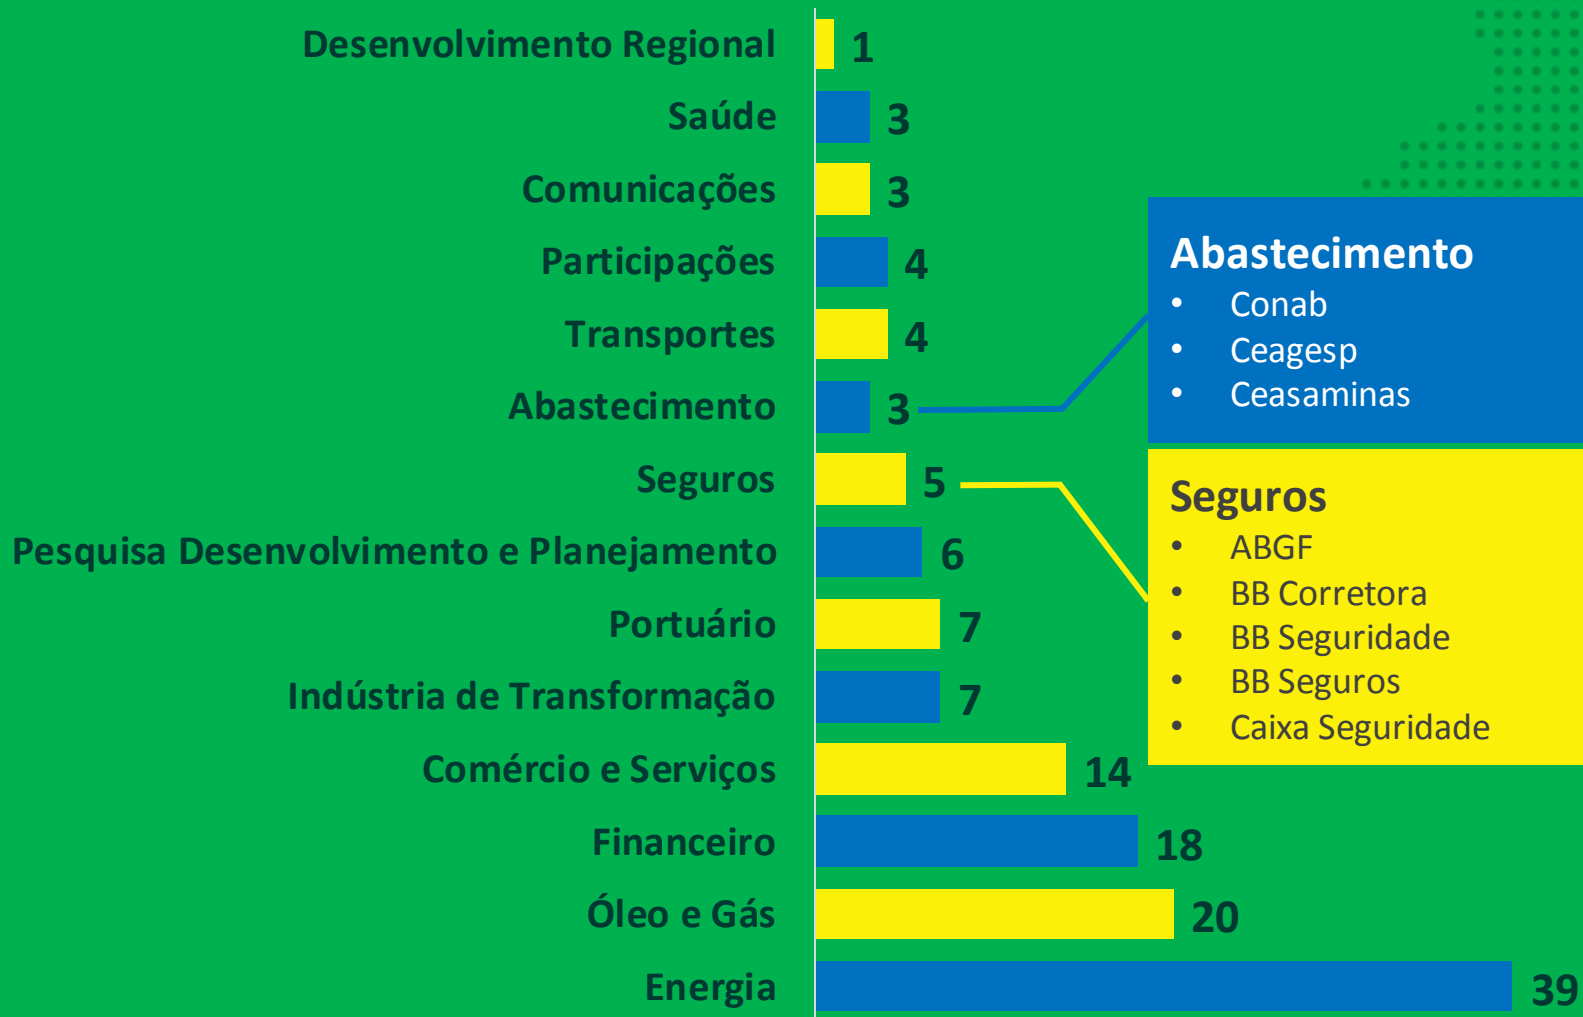 Desenvolvimento Regional 1
Saúde 3
Comunicações 3
Participações 4
Transportes 4
Abastecimento 3
Seguros 5
Pesquisa Desenvolvimento e Planejamento 6
Portuário 7
Indústria de Transformação 7
Comércio e Serviços 14
Financeiro 18
Óleo e Gás 20
Energia 39
Abastecimento
• Conab
• Ceagesp
• Ceasaminas
Seguros
• ABGF
• BB Corretora
• BB Seguridade
• BB Seguros
• Caixa Seguridade